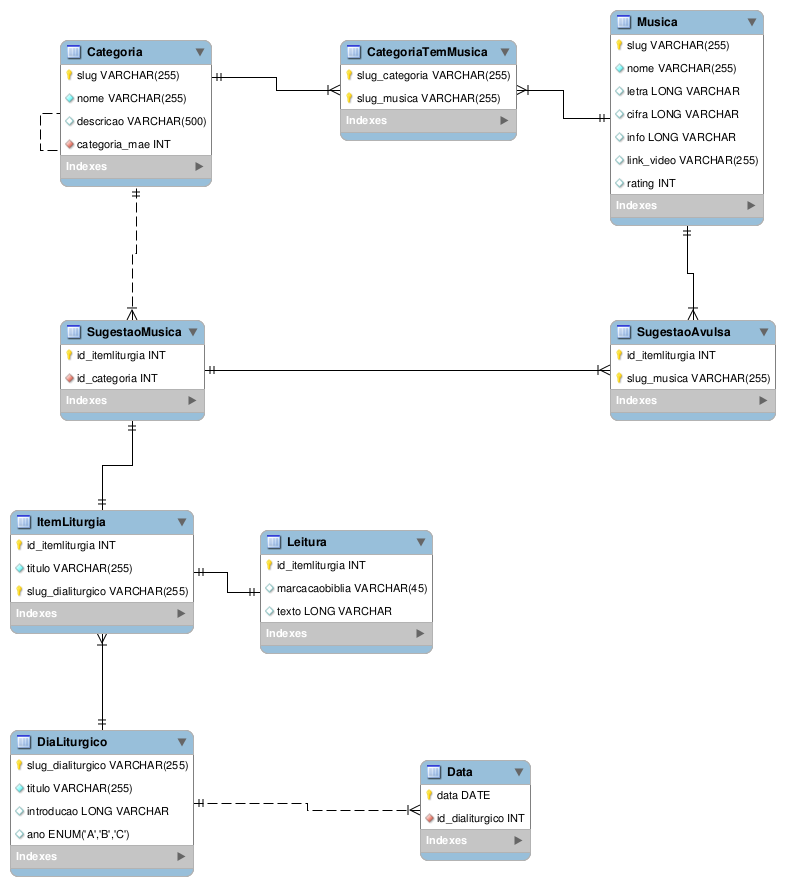 Categoria
slug VARCHAR(255)
nome VARCHAR(255)
descricao VARCHAR(500)
categoria_mae INT
Indexes
CategoriaTemMusica
slug_categoria VARCHAR(255)
slug_musica VARCHAR(255)
Indexes
Musica
slug VARCHAR(255)
nome VARCHAR(255)
letra LONG VARCHAR
cifra LONG VARCHAR
info LONG VARCHAR
link_video VARCHAR(255)
rating INT
Indexes
SugestaoMusica
id_itemliturgia INT
id_categoria INT
Indexes
SugestaoAvulsa
id_itemliturgia INT
slug_musica VARCHAR(255)
Indexes
ItemLiturgia
id_itemliturgia INT
titulo VARCHAR(255)
slug_dialiturgico VARCHAR(255)
Indexes
Leitura
id_itemliturgia INT
marcacaobiblia VARCHAR(45)
texto LONG VARCHAR
Indexes
DiaLiturgico
slug_dialiturgico VARCHAR(255)
titulo VARCHAR(255)
introducao LONG VARCHAR
ano ENUM('A','B','C')
Indexes
Data
data DATE
id_dialiturgico INT
Indexes